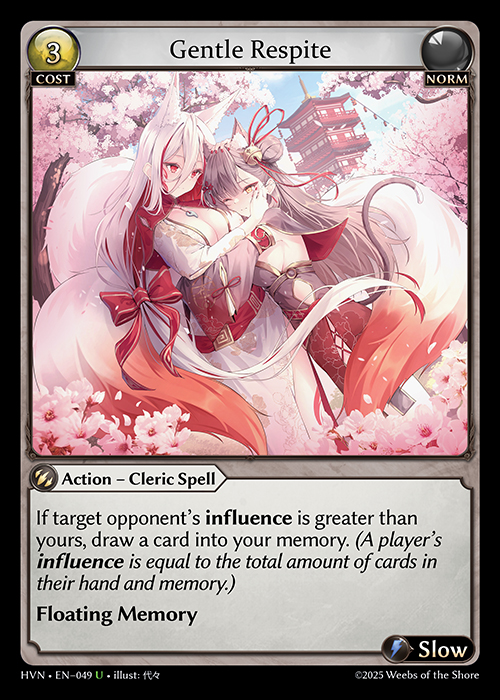 Gentle Respite
3
COST
NORM
Action – Cleric Spell
If target opponent's influence is greater than
yours, draw a card into your memory. (A player's
influence is equal to the total amount of cards in
their hand and memory.)
Floating Memory
Slow
HVN • EN–049 U • illust: 代々
©2025 Weebs of the Shore